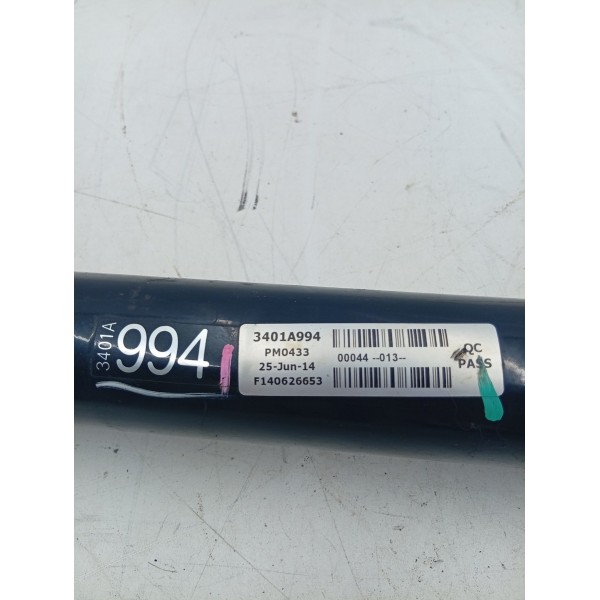 3401A
994
3401A994
PM0433
25-Jun-14
F140626653
00044 --013--
QC
PASS